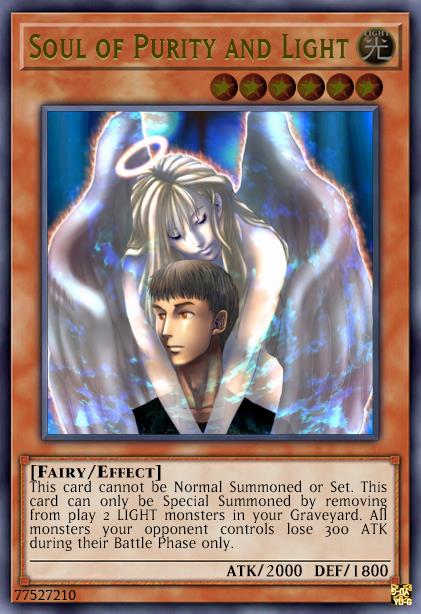 Soul of Purity and Light
LIGHT
光
[Fairy/Effect]
This card cannot be Normal Summoned or Set. This
card can only be Special Summoned by removing
from play 2 LIGHT monsters in your Graveyard. All
monsters your opponent controls lose 300 ATK
during their Battle Phase only.
ATK/2000 DEF/1800
77527210